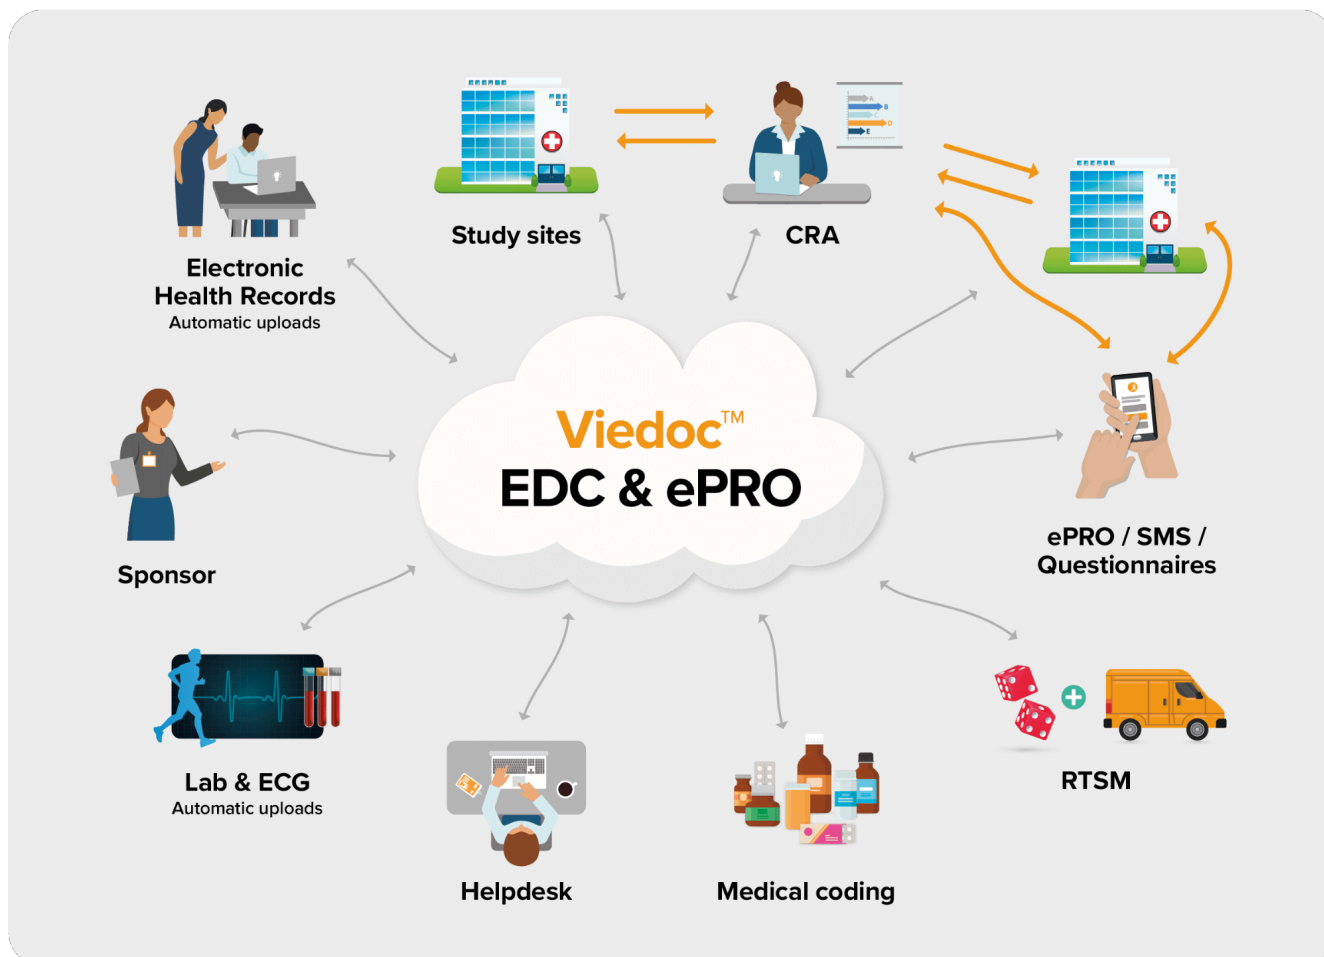 Study sites
CRA
A
B
C
D
E
Electronic
Health Records
Automatic uploads
Viedoc™
EDC & ePRO
Sponsor
ePRO / SMS /
Questionnaires
Lab & ECG
Automatic uploads
RTSM
Helpdesk
Medical coding